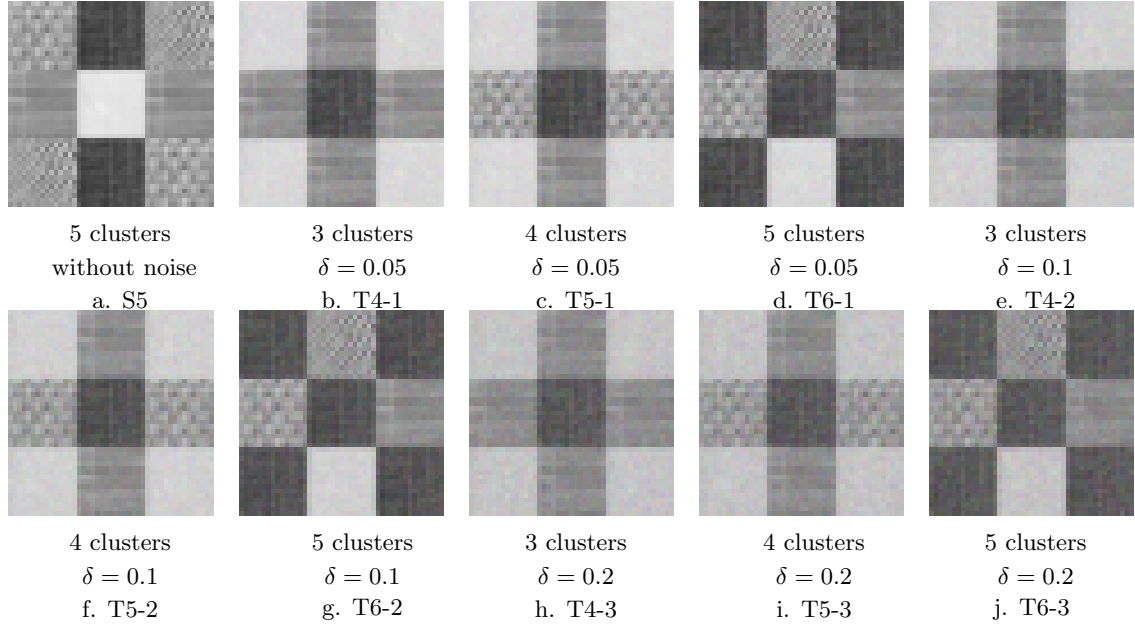 5 clusters
without noise
a. S5
3 clusters
δ = 0.05
b. T4-1
4 clusters
δ = 0.05
c. T5-1
5 clusters
δ = 0.05
d. T6-1
3 clusters
δ = 0.1
e. T4-2
4 clusters
δ = 0.1
f. T5-2
5 clusters
δ = 0.1
g. T6-2
3 clusters
δ = 0.2
h. T4-3
4 clusters
δ = 0.2
i. T5-3
5 clusters
δ = 0.2
j. T6-3